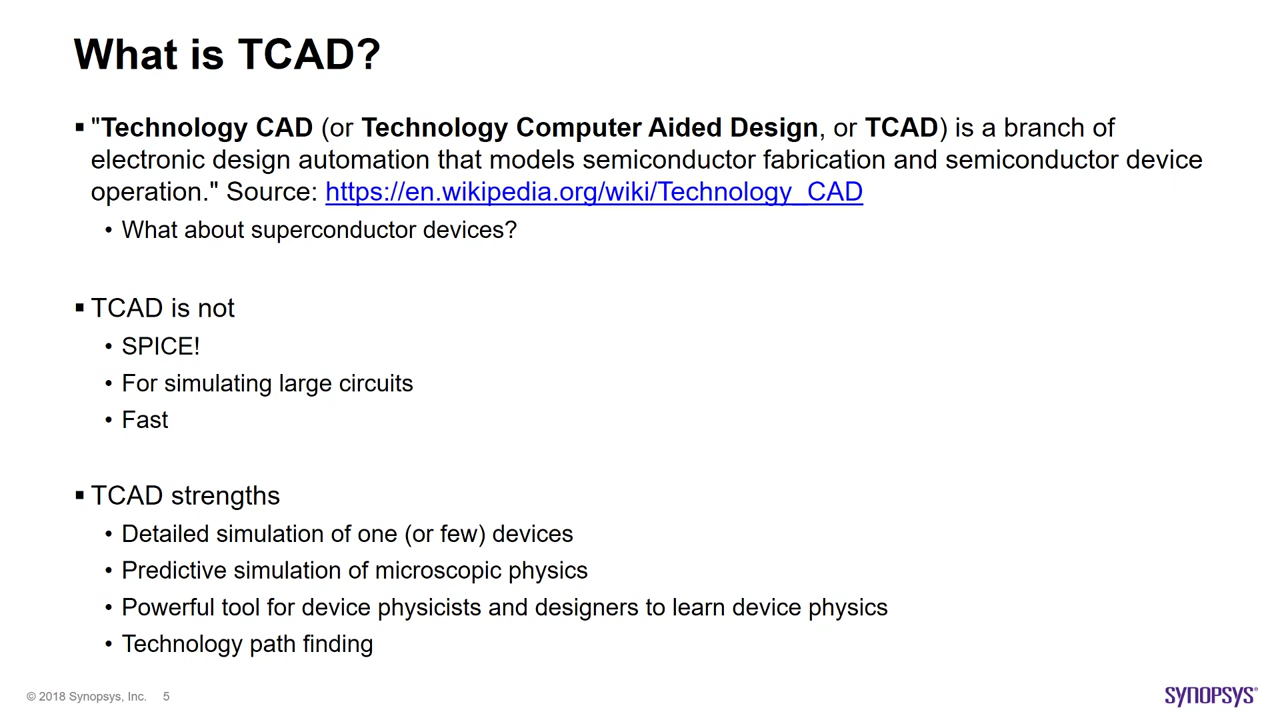 What is TCAD?
▪ "Technology CAD (or Technology Computer Aided Design, or TCAD) is a branch of
electronic design automation that models semiconductor fabrication and semiconductor device
operation." Source: https://en.wikipedia.org/wiki/Technology_CAD
• What about superconductor devices?
▪ TCAD is not
• SPICE!
• For simulating large circuits
• Fast
▪ TCAD strengths
• Detailed simulation of one (or few) devices
• Predictive simulation of microscopic physics
• Powerful tool for device physicists and designers to learn device physics
• Technology path finding
© 2018 Synopsys, Inc. 5
SYNOPSYS®